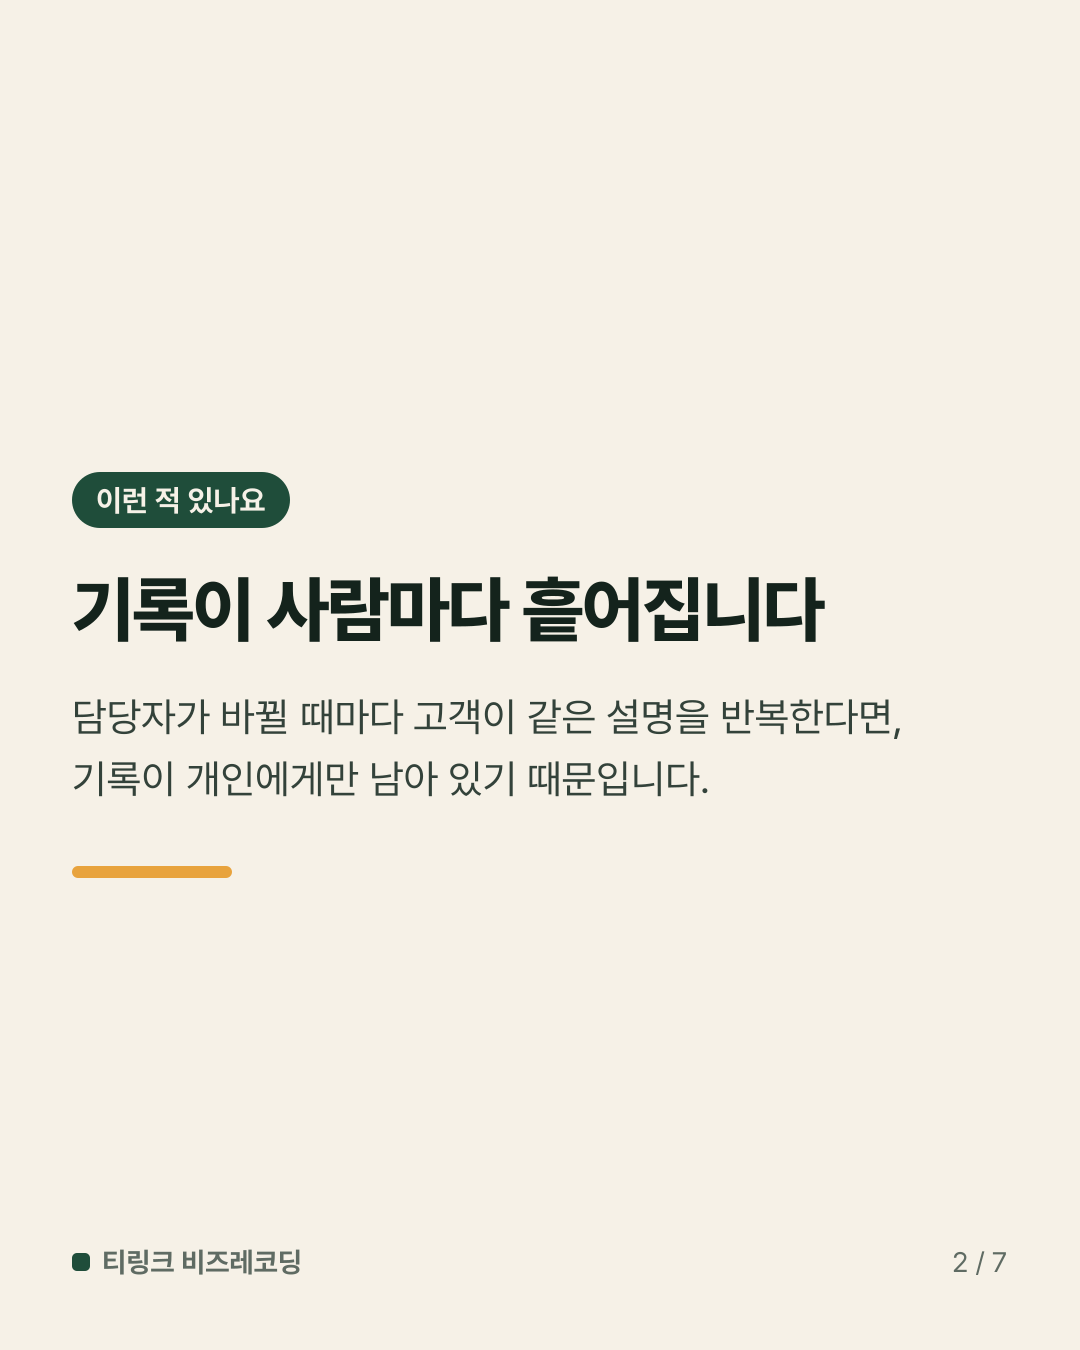 이런 적 있나요
기록이 사람마다 흩어집니다
담당자가 바뀔 때마다 고객이 같은 설명을 반복한다면,
기록이 개인에게만 남아 있기 때문입니다.
티링크 비즈레코딩
2 / 7